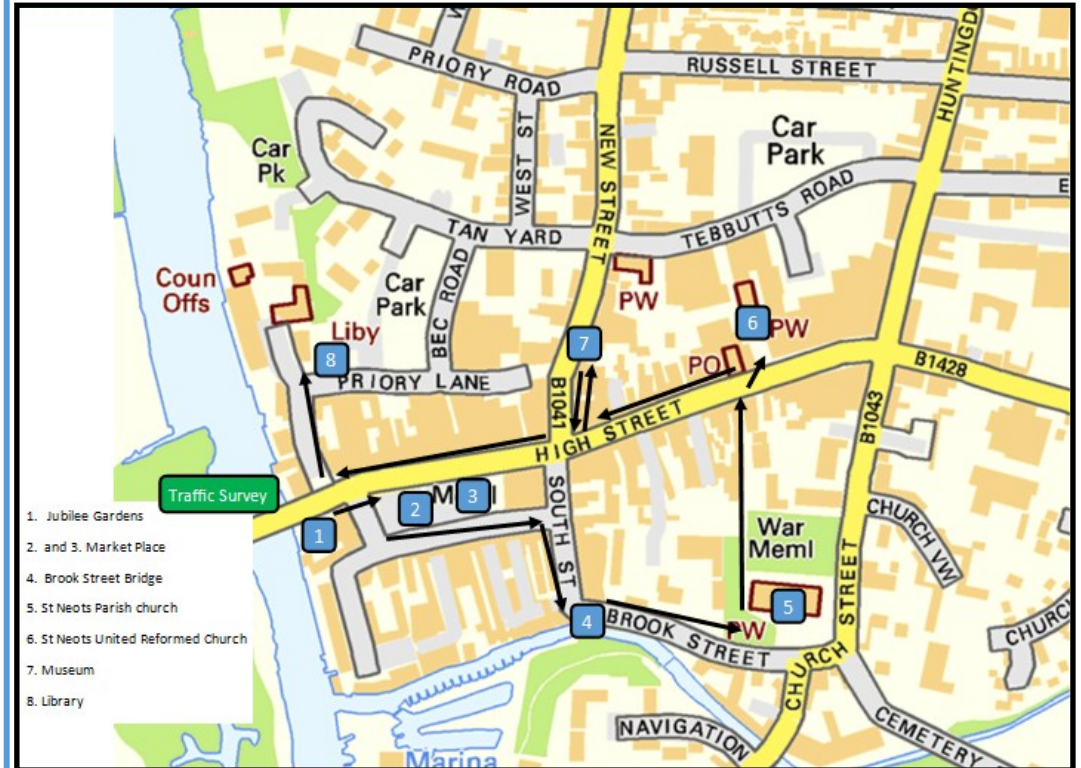 PRIORY ROAD
RUSSELL STREET
HUNTINGD
NEW STREET
WEST ST
Car
Park
Car
Pk
TEBBUTTS ROAD
E
TAN YARD
Coun
Offs
Car
Park
BEC ROAD
PW
6
PW
7
Liby
8
PO
B1428
PRIORY LANE
B1041
B1043
HIGH STREET
Traffic Survey
1
2
3
SOUTH ST
War
Meml
CHURCH VW
1. Jubilee Gardens
2. and 3. Market Place
4. Brook Street Bridge
5. St Neots Parish church
6. St Neots United Reformed Church
7. Museum
8. Library
4
5
BROOK STREET
PW
CHURCH STREET
CHURCH
NAVIGATION
CEMETERY
Marina